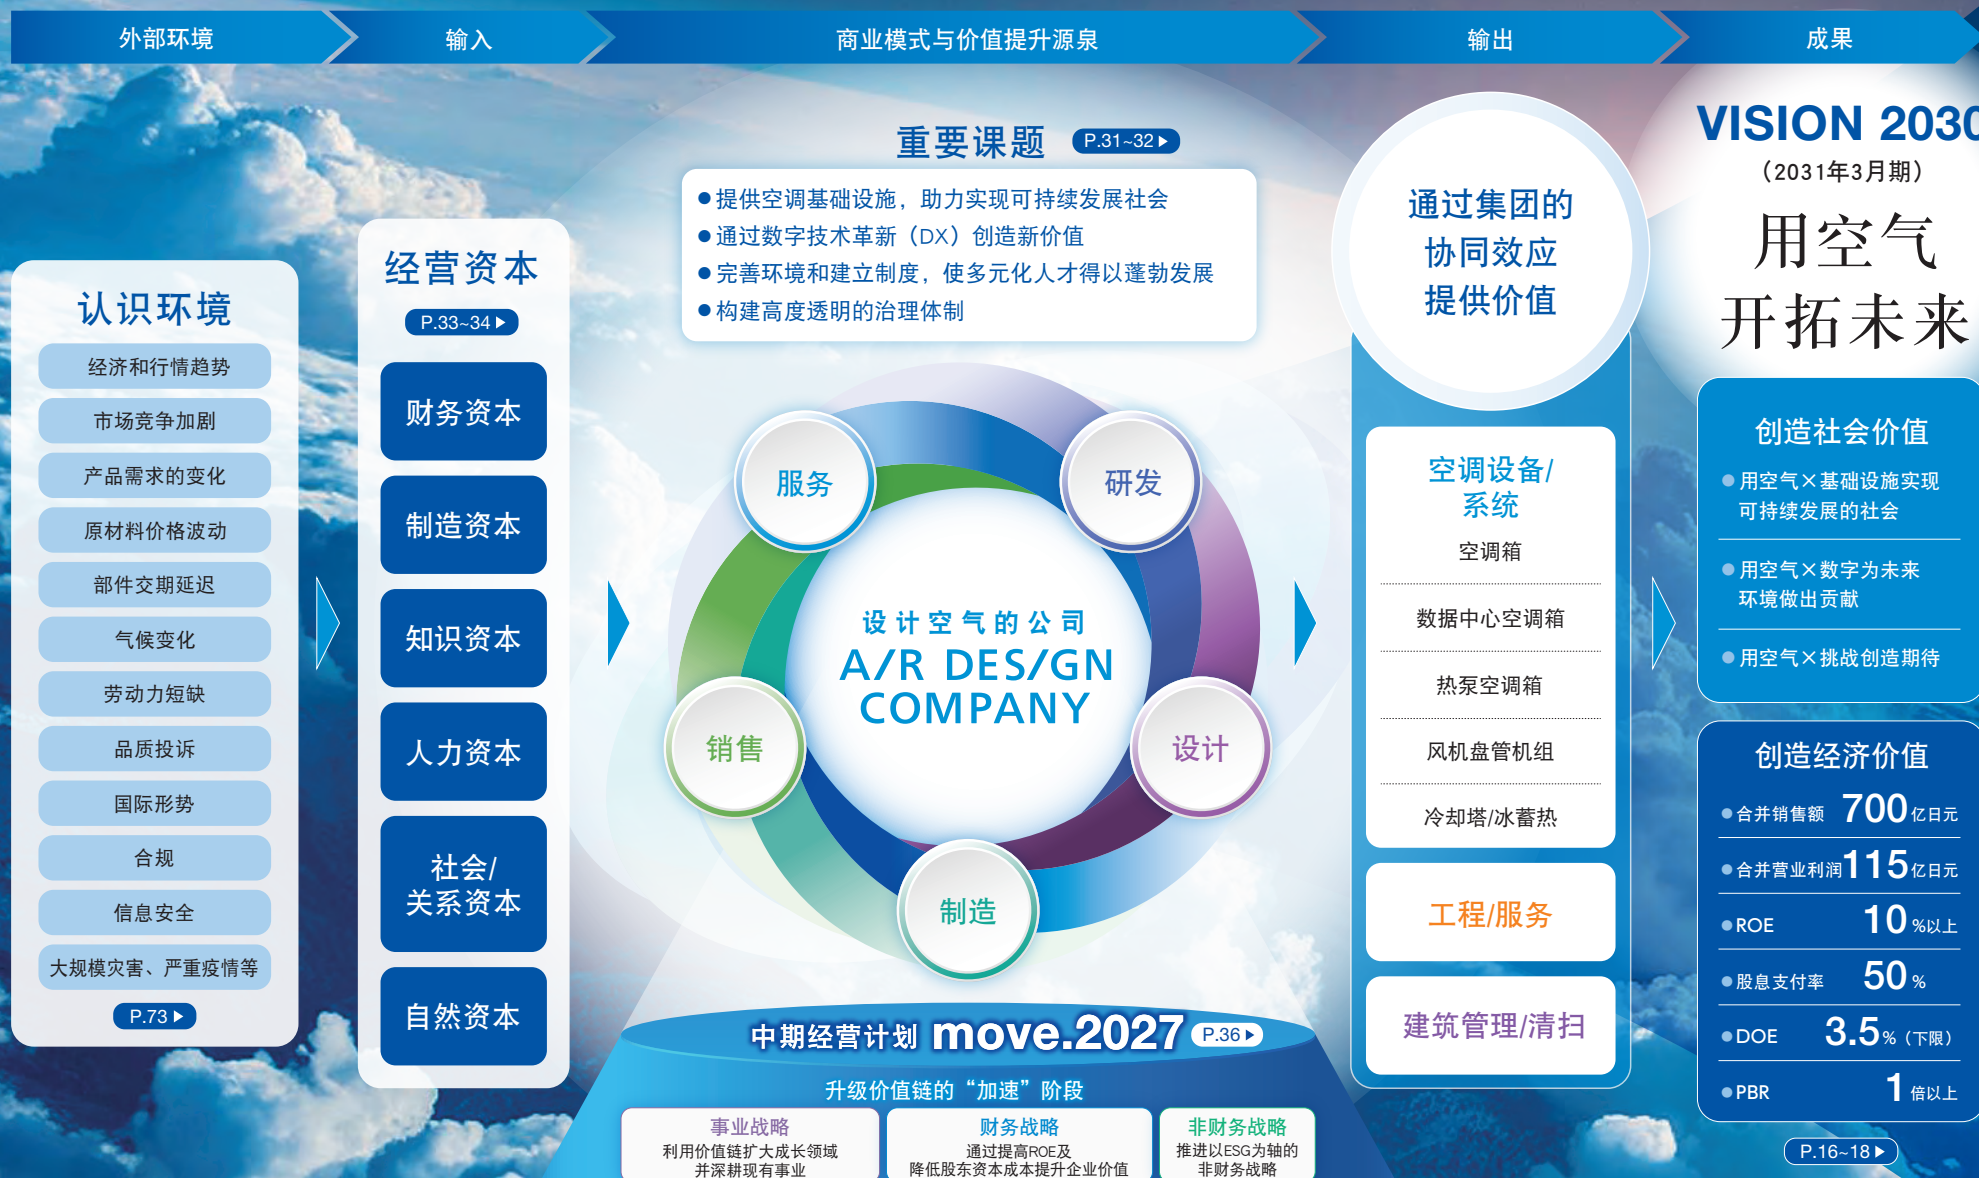 外部环境
输入
商业模式与价值提升源泉
输出
成果
认识环境
经济和行情趋势
市场竞争加剧
产品需求的变化
原材料价格波动
部件交期延迟
气候变化
劳动力短缺
品质投诉
国际形势
合规
信息安全
大规模灾害、严重疫情等
P.73
经营资本
P.33~34
财务资本
制造资本
知识资本
人力资本
社会/
关系资本
自然资本
重要课题 P.31~32
●提供空调基础设施，助力实现可持续发展社会
●通过数字技术革新（DX）创造新价值
●完善环境和建立制度，使多元化人才得以蓬勃发展
●构建高度透明的治理体制
服务
研发
销售
设计
制造
设计空气的公司
A/R DES/GN
COMPANY
中期经营计划 move.2027 P.36
升级价值链的“加速”阶段
事业战略
利用价值链扩大成长领域
并深耕现有事业
财务战略
通过提高ROE及
降低股东资本成本提升企业价值
非财务战略
推进以ESG为轴的
非财务战略
通过集团的
协同效应
提供价值
空调设备/
系统
空调箱
数据中心空调箱
热泵空调箱
风机盘管机组
冷却塔/冰蓄热
工程/服务
建筑管理/清扫
VISION 2030
（2031年3月期）
用空气
开拓未来
创造社会价值
●用空气×基础设施实现
可持续发展的社会
●用空气×数字为未来
环境做出贡献
●用空气×挑战创造期待
创造经济价值
●合并销售额 700亿日元
●合并营业利润115亿日元
●ROE 10%以上
●股息支付率 50%
●DOE 3.5%（下限）
●PBR 1倍以上
P.16~18